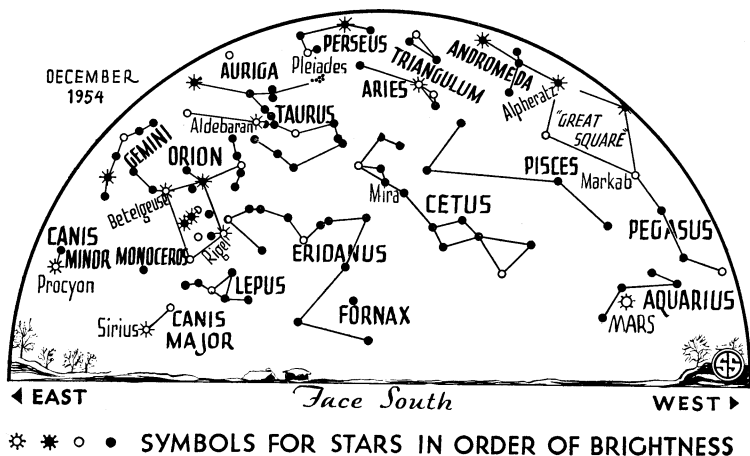 DECEMBER
1954
PERSEUS
Pleiades
AURIGA
TRIANGULUM
ANDROMEDA
ARIES
Alpheratz
TAURUS
Aldebaran
"GREAT
SQUARE"
GEMINI
ORION
PISCES
Markab
Mira
CETUS
Betelgeuse
PEGASUS
CANIS
MINOR
MONOCEROS
Rigel
ERIDANUS
Procyon
LEPUS
FORNAX
AQUARIUS
MARS
Sirius
CANIS
MAJOR
EAST
Face South
WEST
SYMBOLS FOR STARS IN ORDER OF BRIGHTNESS